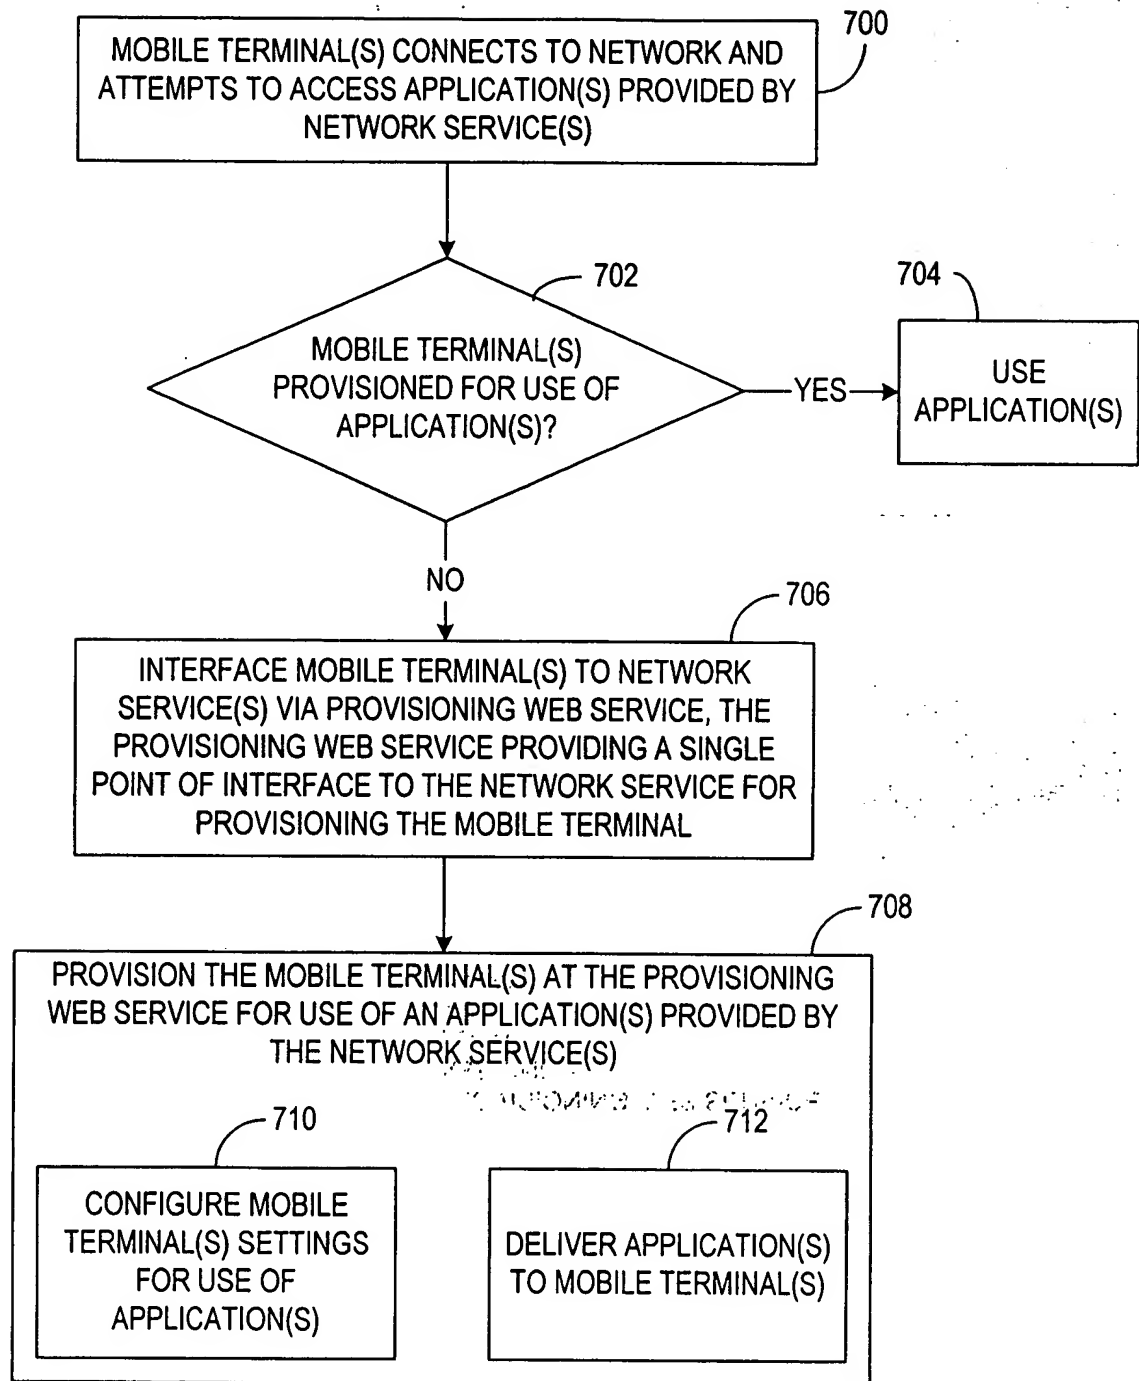 MOBILE TERMINAL(S) CONNECTS TO NETWORK AND
ATTEMPTS TO ACCESS APPLICATION(S) PROVIDED BY
NETWORK SERVICE(S)
700
702
MOBILE TERMINAL(S)
PROVISIONED FOR USE OF
APPLICATION(S)?
YES
704
USE
APPLICATION(S)
NO
706
INTERFACE MOBILE TERMINAL(S) TO NETWORK
SERVICE(S) VIA PROVISIONING WEB SERVICE, THE
PROVISIONING WEB SERVICE PROVIDING A SINGLE
POINT OF INTERFACE TO THE NETWORK SERVICE FOR
PROVISIONING THE MOBILE TERMINAL
708
PROVISION THE MOBILE TERMINAL(S) AT THE PROVISIONING
WEB SERVICE FOR USE OF AN APPLICATION(S) PROVIDED BY
THE NETWORK SERVICE(S)
710
CONFIGURE MOBILE
TERMINAL(S) SETTINGS
FOR USE OF
APPLICATION(S)
712
DELIVER APPLICATION(S)
TO MOBILE TERMINAL(S)